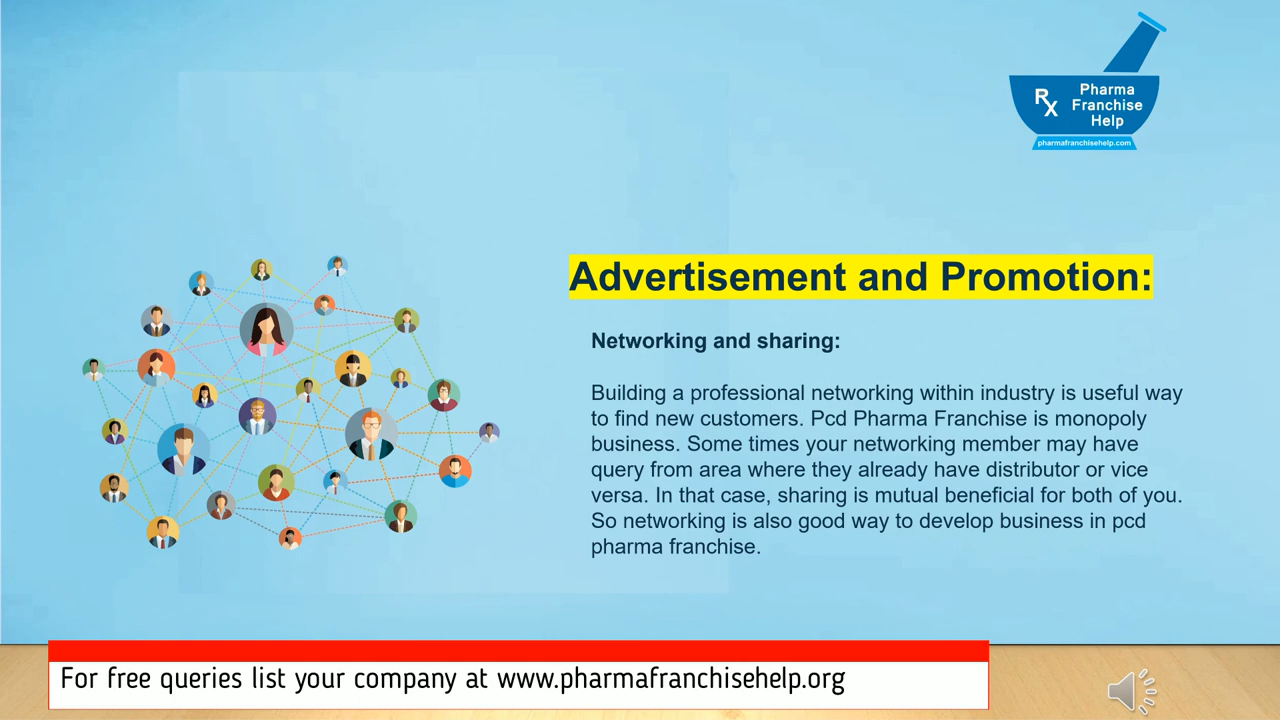 Rx
Pharma
Franchise
Help
pharmafranchisehelp.com
Advertisement and Promotion:
Networking and sharing:
Building a professional networking within industry is useful way
to find new customers. Pcd Pharma Franchise is monopoly
business. Some times your networking member may have
query from area where they already have distributor or vice
versa. In that case, sharing is mutual beneficial for both of you.
So networking is also good way to develop business in pcd
pharma franchise.
For free queries list your company at www.pharmafranchisehelp.org